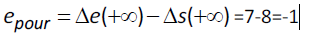 e_pour = Δe(+∞) − Δs(+∞) =7-8=-1